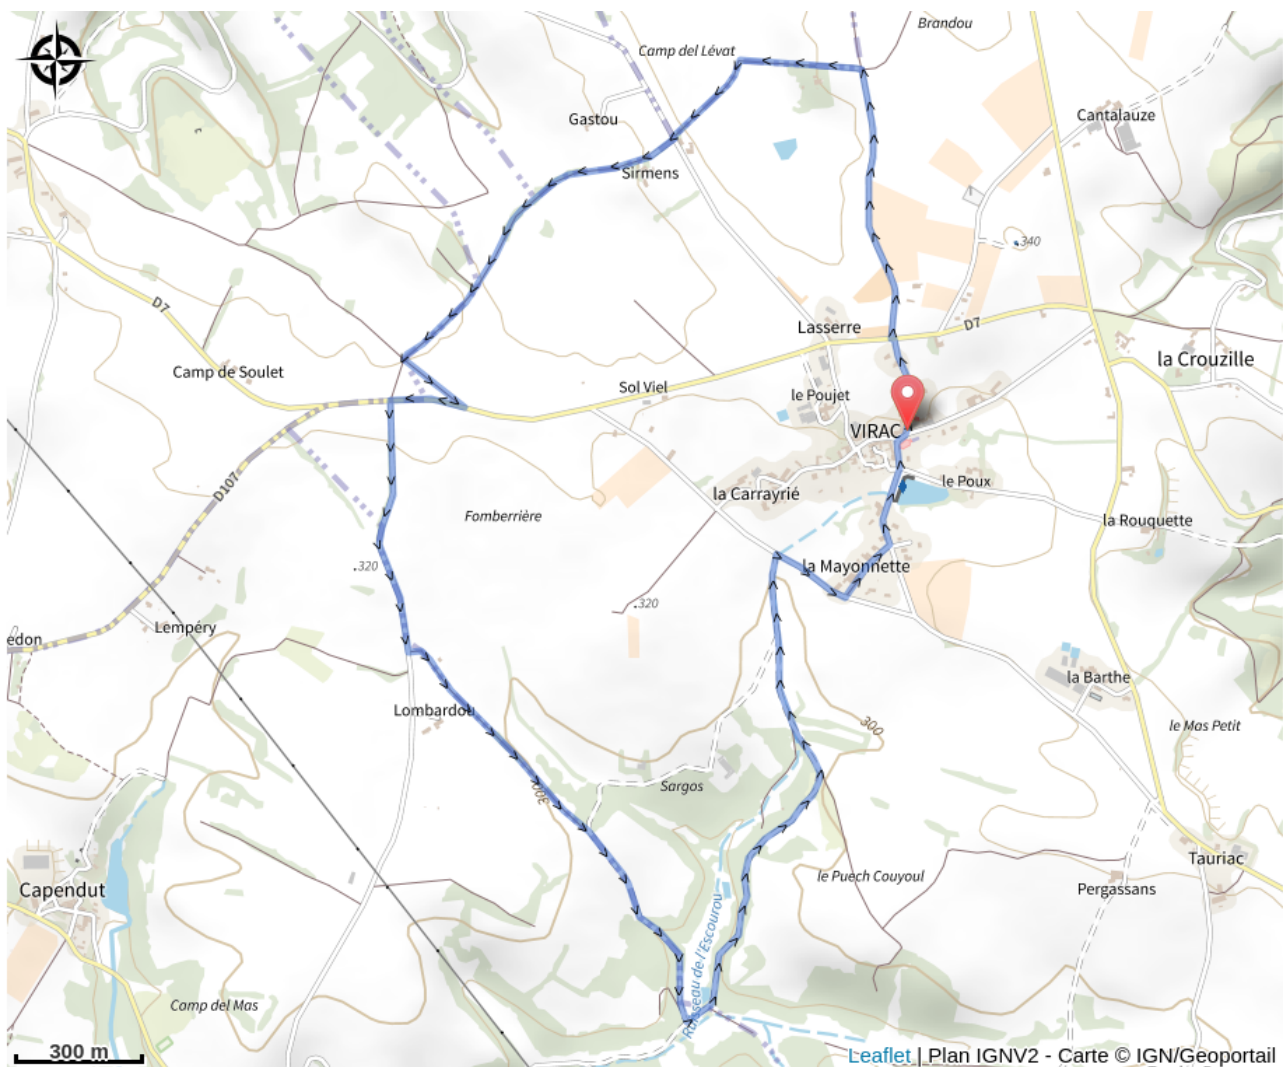 Brandou
Camp del Lévat
Cantalauze
Gastou
Sirmens
340
D7
D7
Lasserre
la Crouzille
Camp de Soulet
Sol Viel
le Poujet
VIRAC
D107
la Carrayrié
le Poux
Fomberrière
la Rouquette
320
la Mayonnette
320
Lempéry
edon
la Barthe
Lombardou
300
le Mas Petit
Sargos
300
Tauriac
le Puech Couyoul
Capendut
Pergassans
Ruisseau de l'Escourou
Camp del Mas
300 m
Leaflet | Plan IGNV2 - Carte © IGN/Geoportail